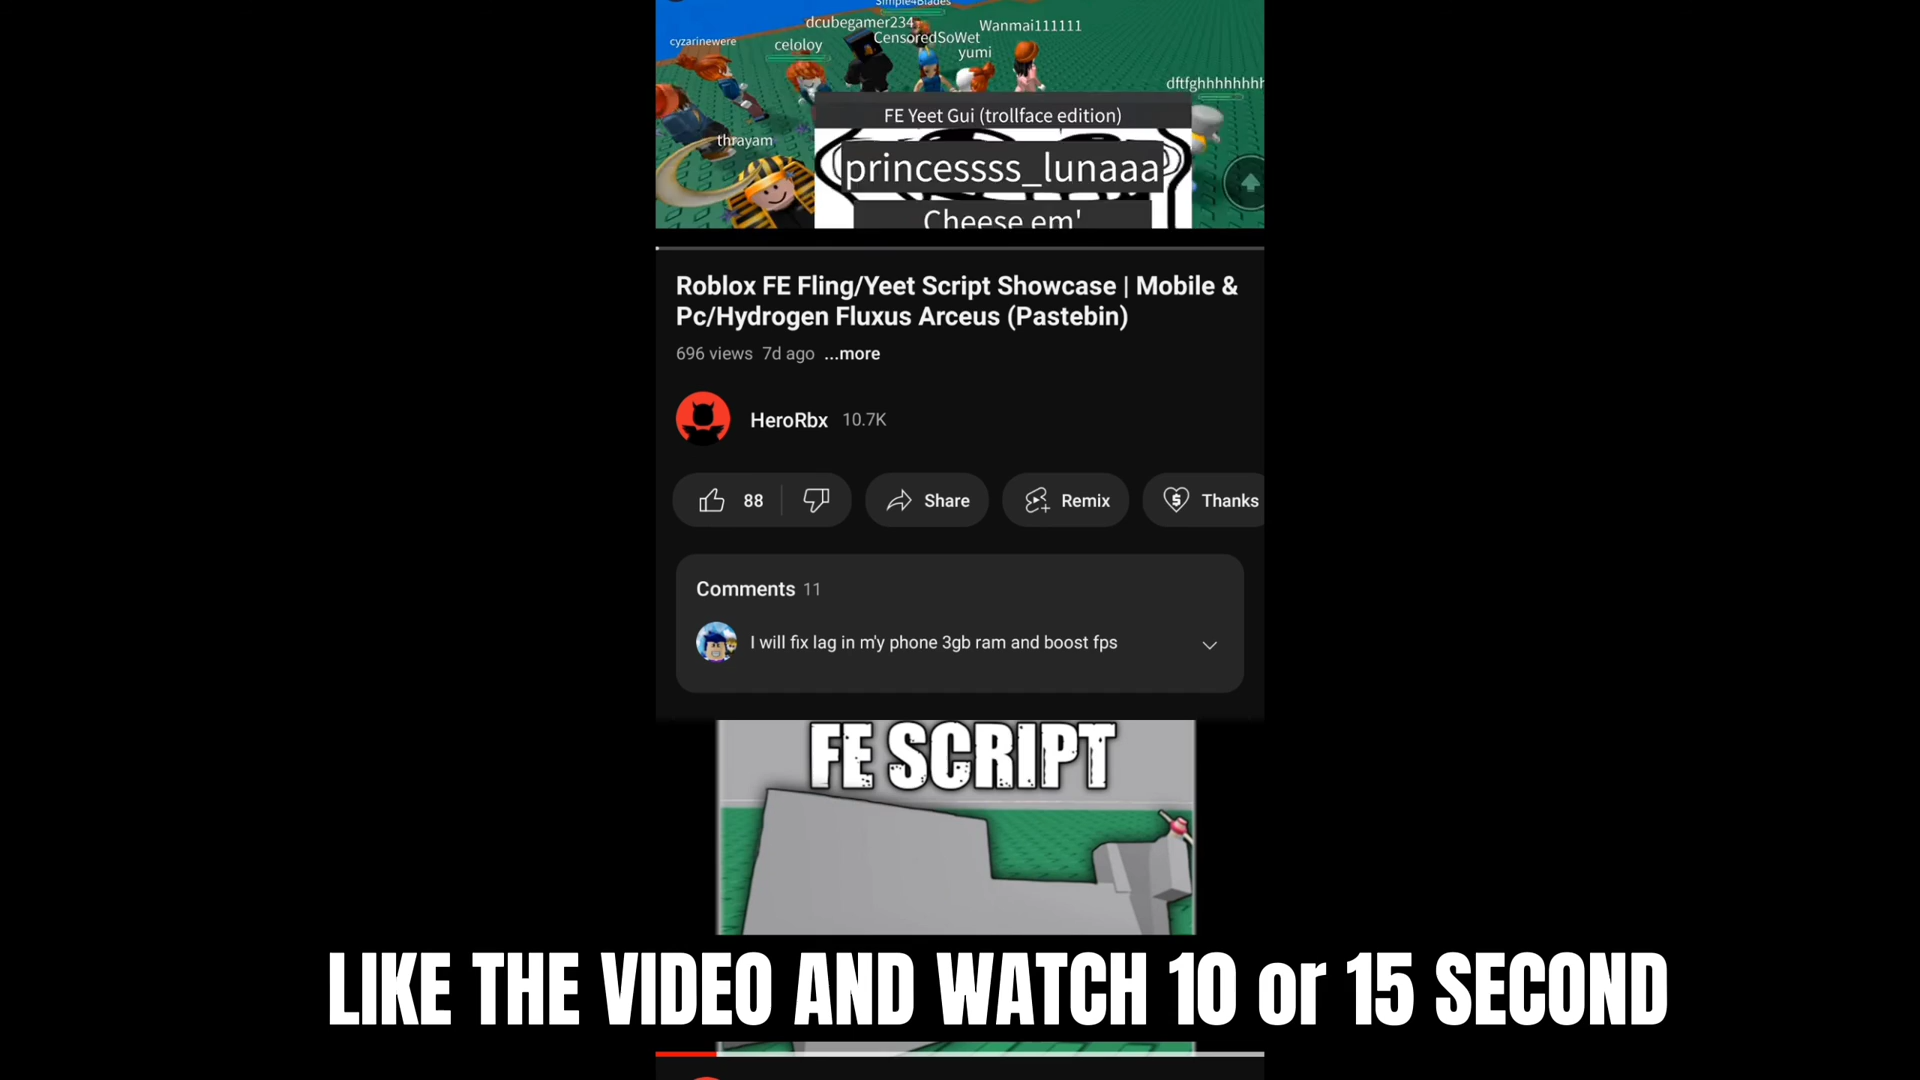 Simple4Blades
dcubegamer234
Wanmai111111
CensoredSoWet
cyzarinewere
celoloy
yumi
dftfghhhhhhhh
FE Yeet Gui (trollface edition)
thrayam
princessss_lunaaa
Cheese em'
Roblox FE Fling/Yeet Script Showcase | Mobile &
Pc/Hydrogen Fluxus Arceus (Pastebin)
696 views 7d ago ...more
HeroRbx 10.7K
88 Share Remix Thanks
Comments 11
I will fix lag in m'y phone 3gb ram and boost fps
FE SCRIPT
LIKE THE VIDEO AND WATCH 10 or 15 SECOND